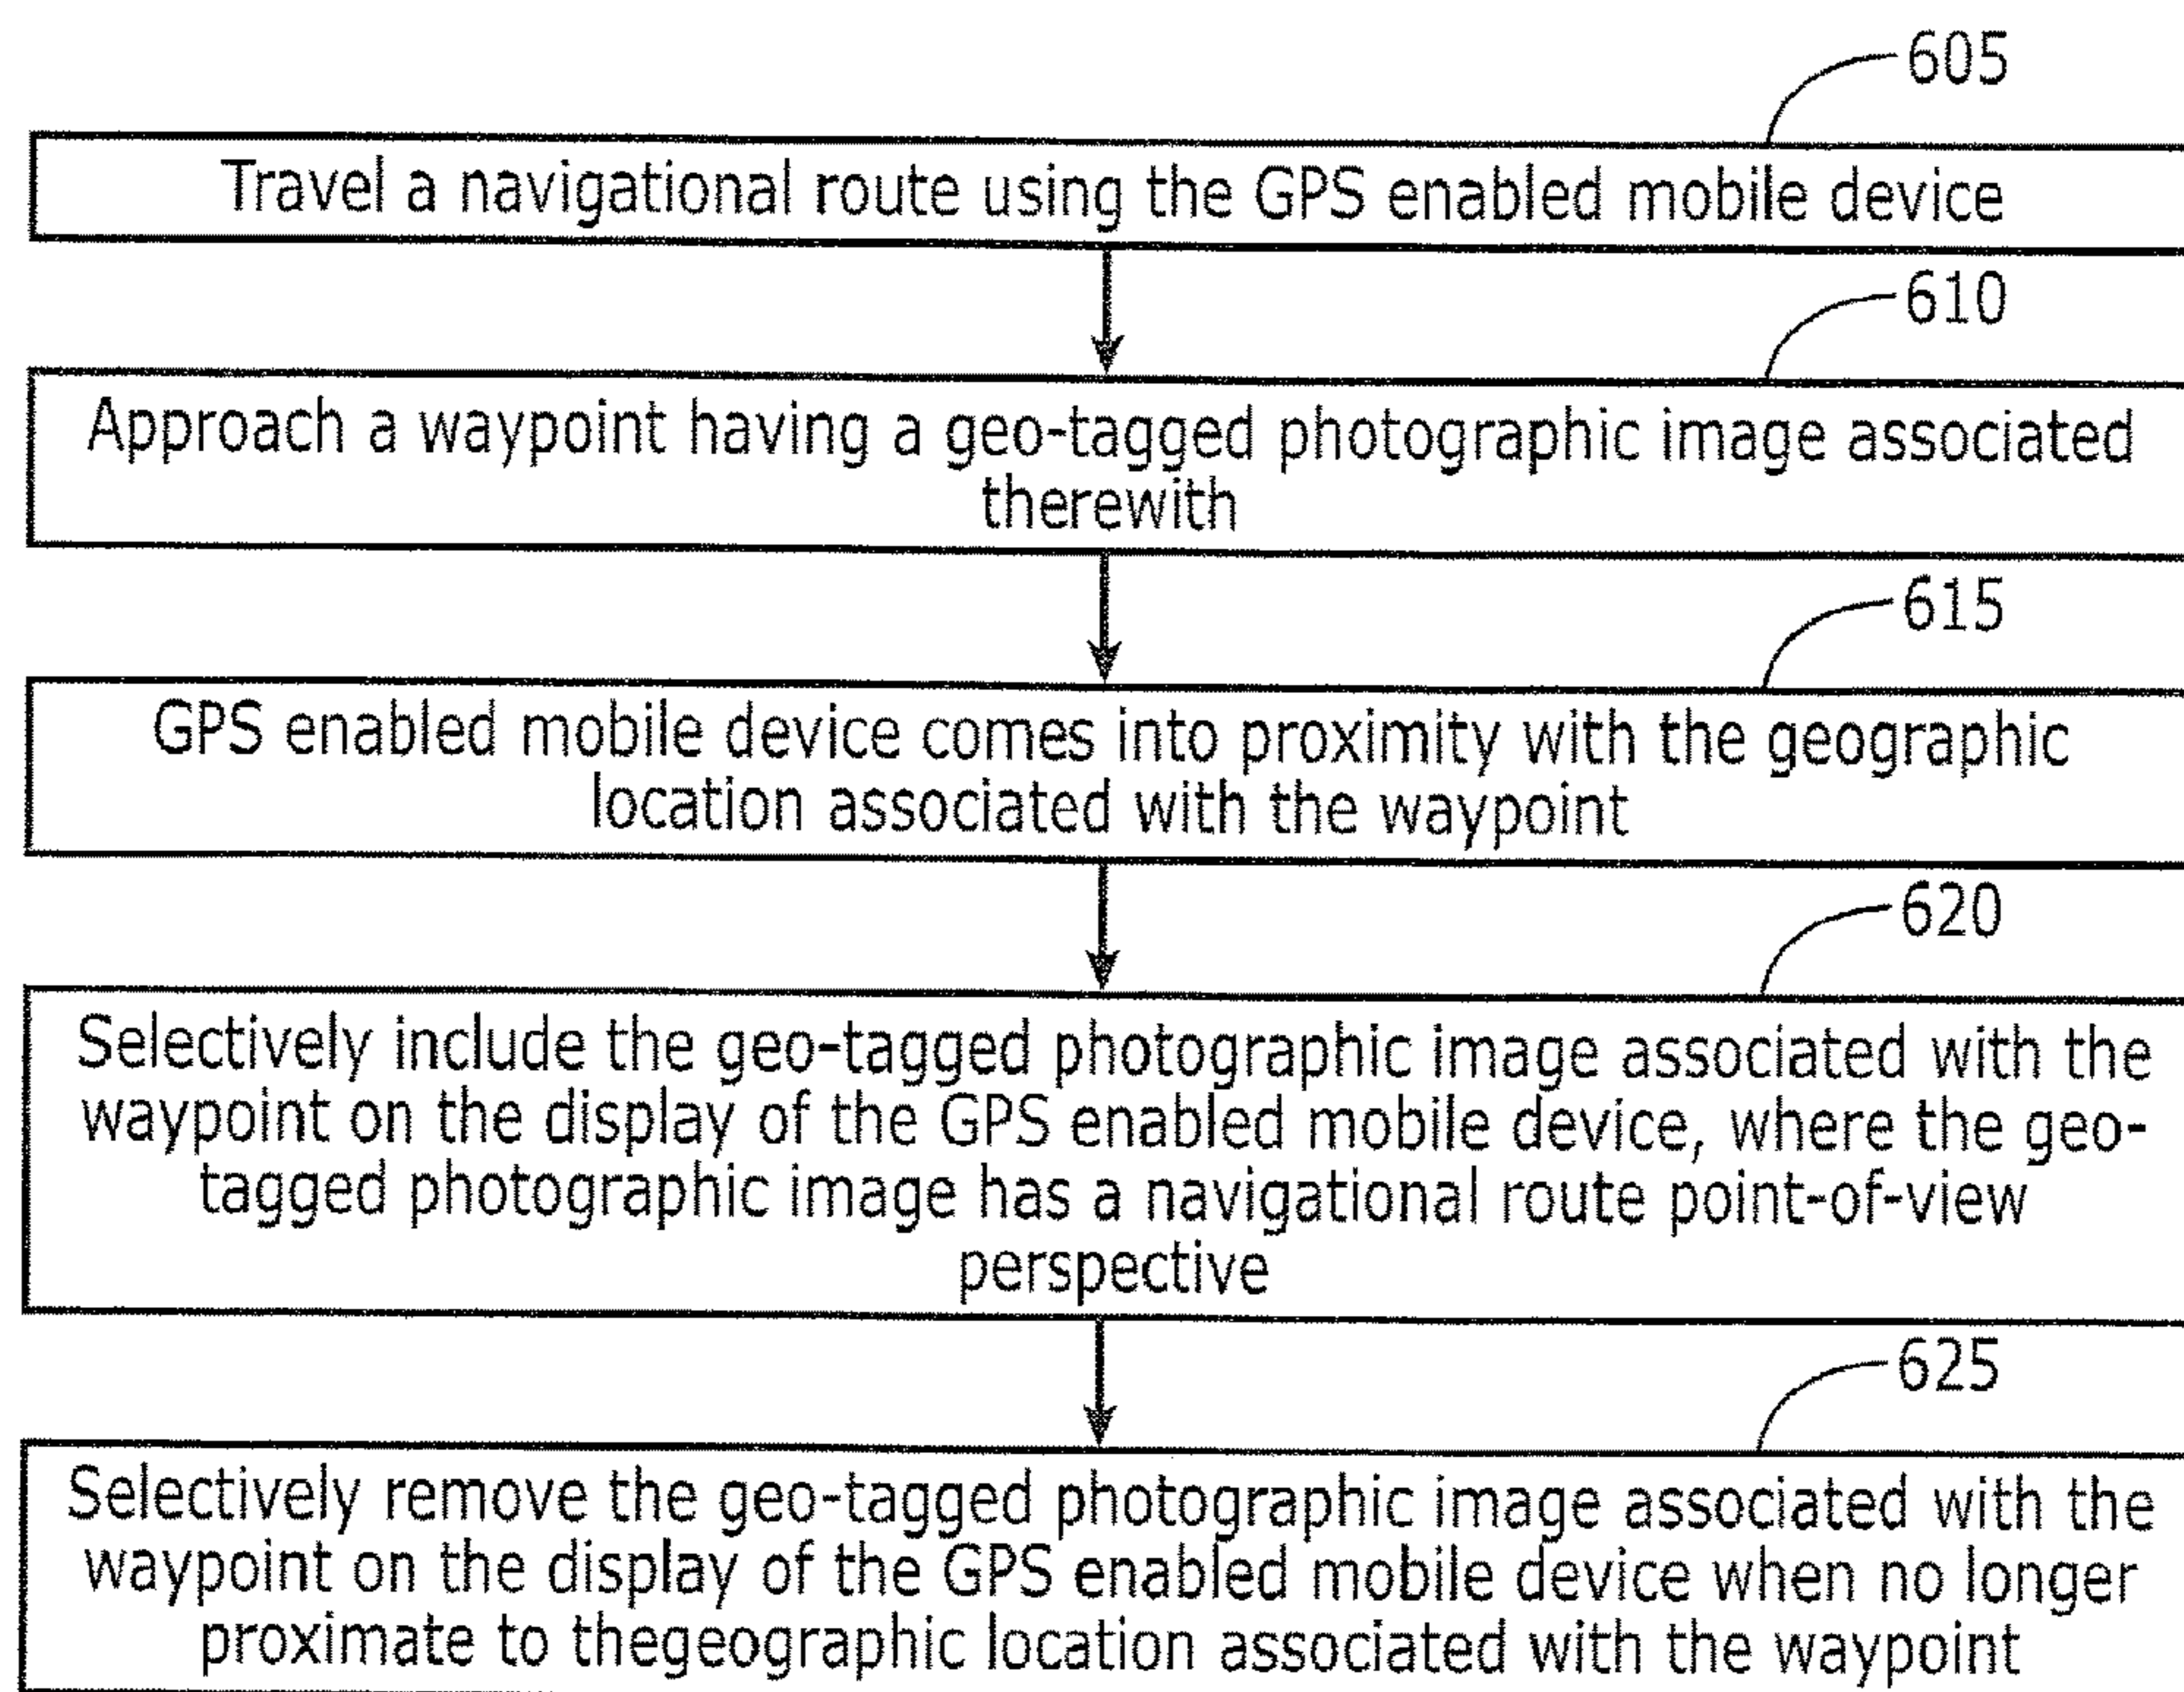 605
Travel a navigational route using the GPS enabled mobile device
610
Approach a waypoint having a geo-tagged photographic image associated
therewith
615
GPS enabled mobile device comes into proximity with the geographic
location associated with the waypoint
620
Selectively include the geo-tagged photographic image associated with the
waypoint on the display of the GPS enabled mobile device, where the geo-
tagged photographic image has a navigational route point-of-view
perspective
625
Selectively remove the geo-tagged photographic image associated with the
waypoint on the display of the GPS enabled mobile device when no longer
proximate to thegeographic location associated with the waypoint